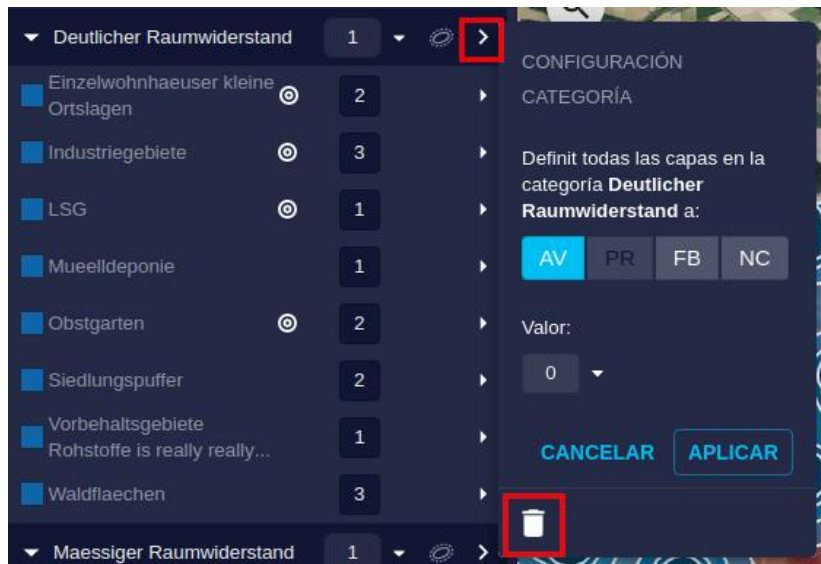 Deutlicher Raumwiderstand 1
Einzelwohnhaeuser kleine
Ortslagen 2
Industriegebiete 3
LSG 1
Mueelldeponie 1
Obstgarten 2
Siedlungspuffer 2
Vorbehaltsgebiete
Rohstoffe is really really... 1
Waldflaechen 3
Maessiger Raumwiderstand 1
CONFIGURACIÓN
CATEGORÍA
Definit todas las capas en la
categoría Deutlicher
Raumwiderstand a:
AV PR FB NC
Valor:
0
CANCELAR APLICAR